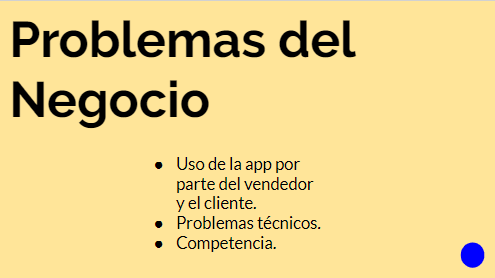 Problemas del
Negocio
● Uso de la app por
parte del vendedor
y el cliente.
● Problemas técnicos.
● Competencia.